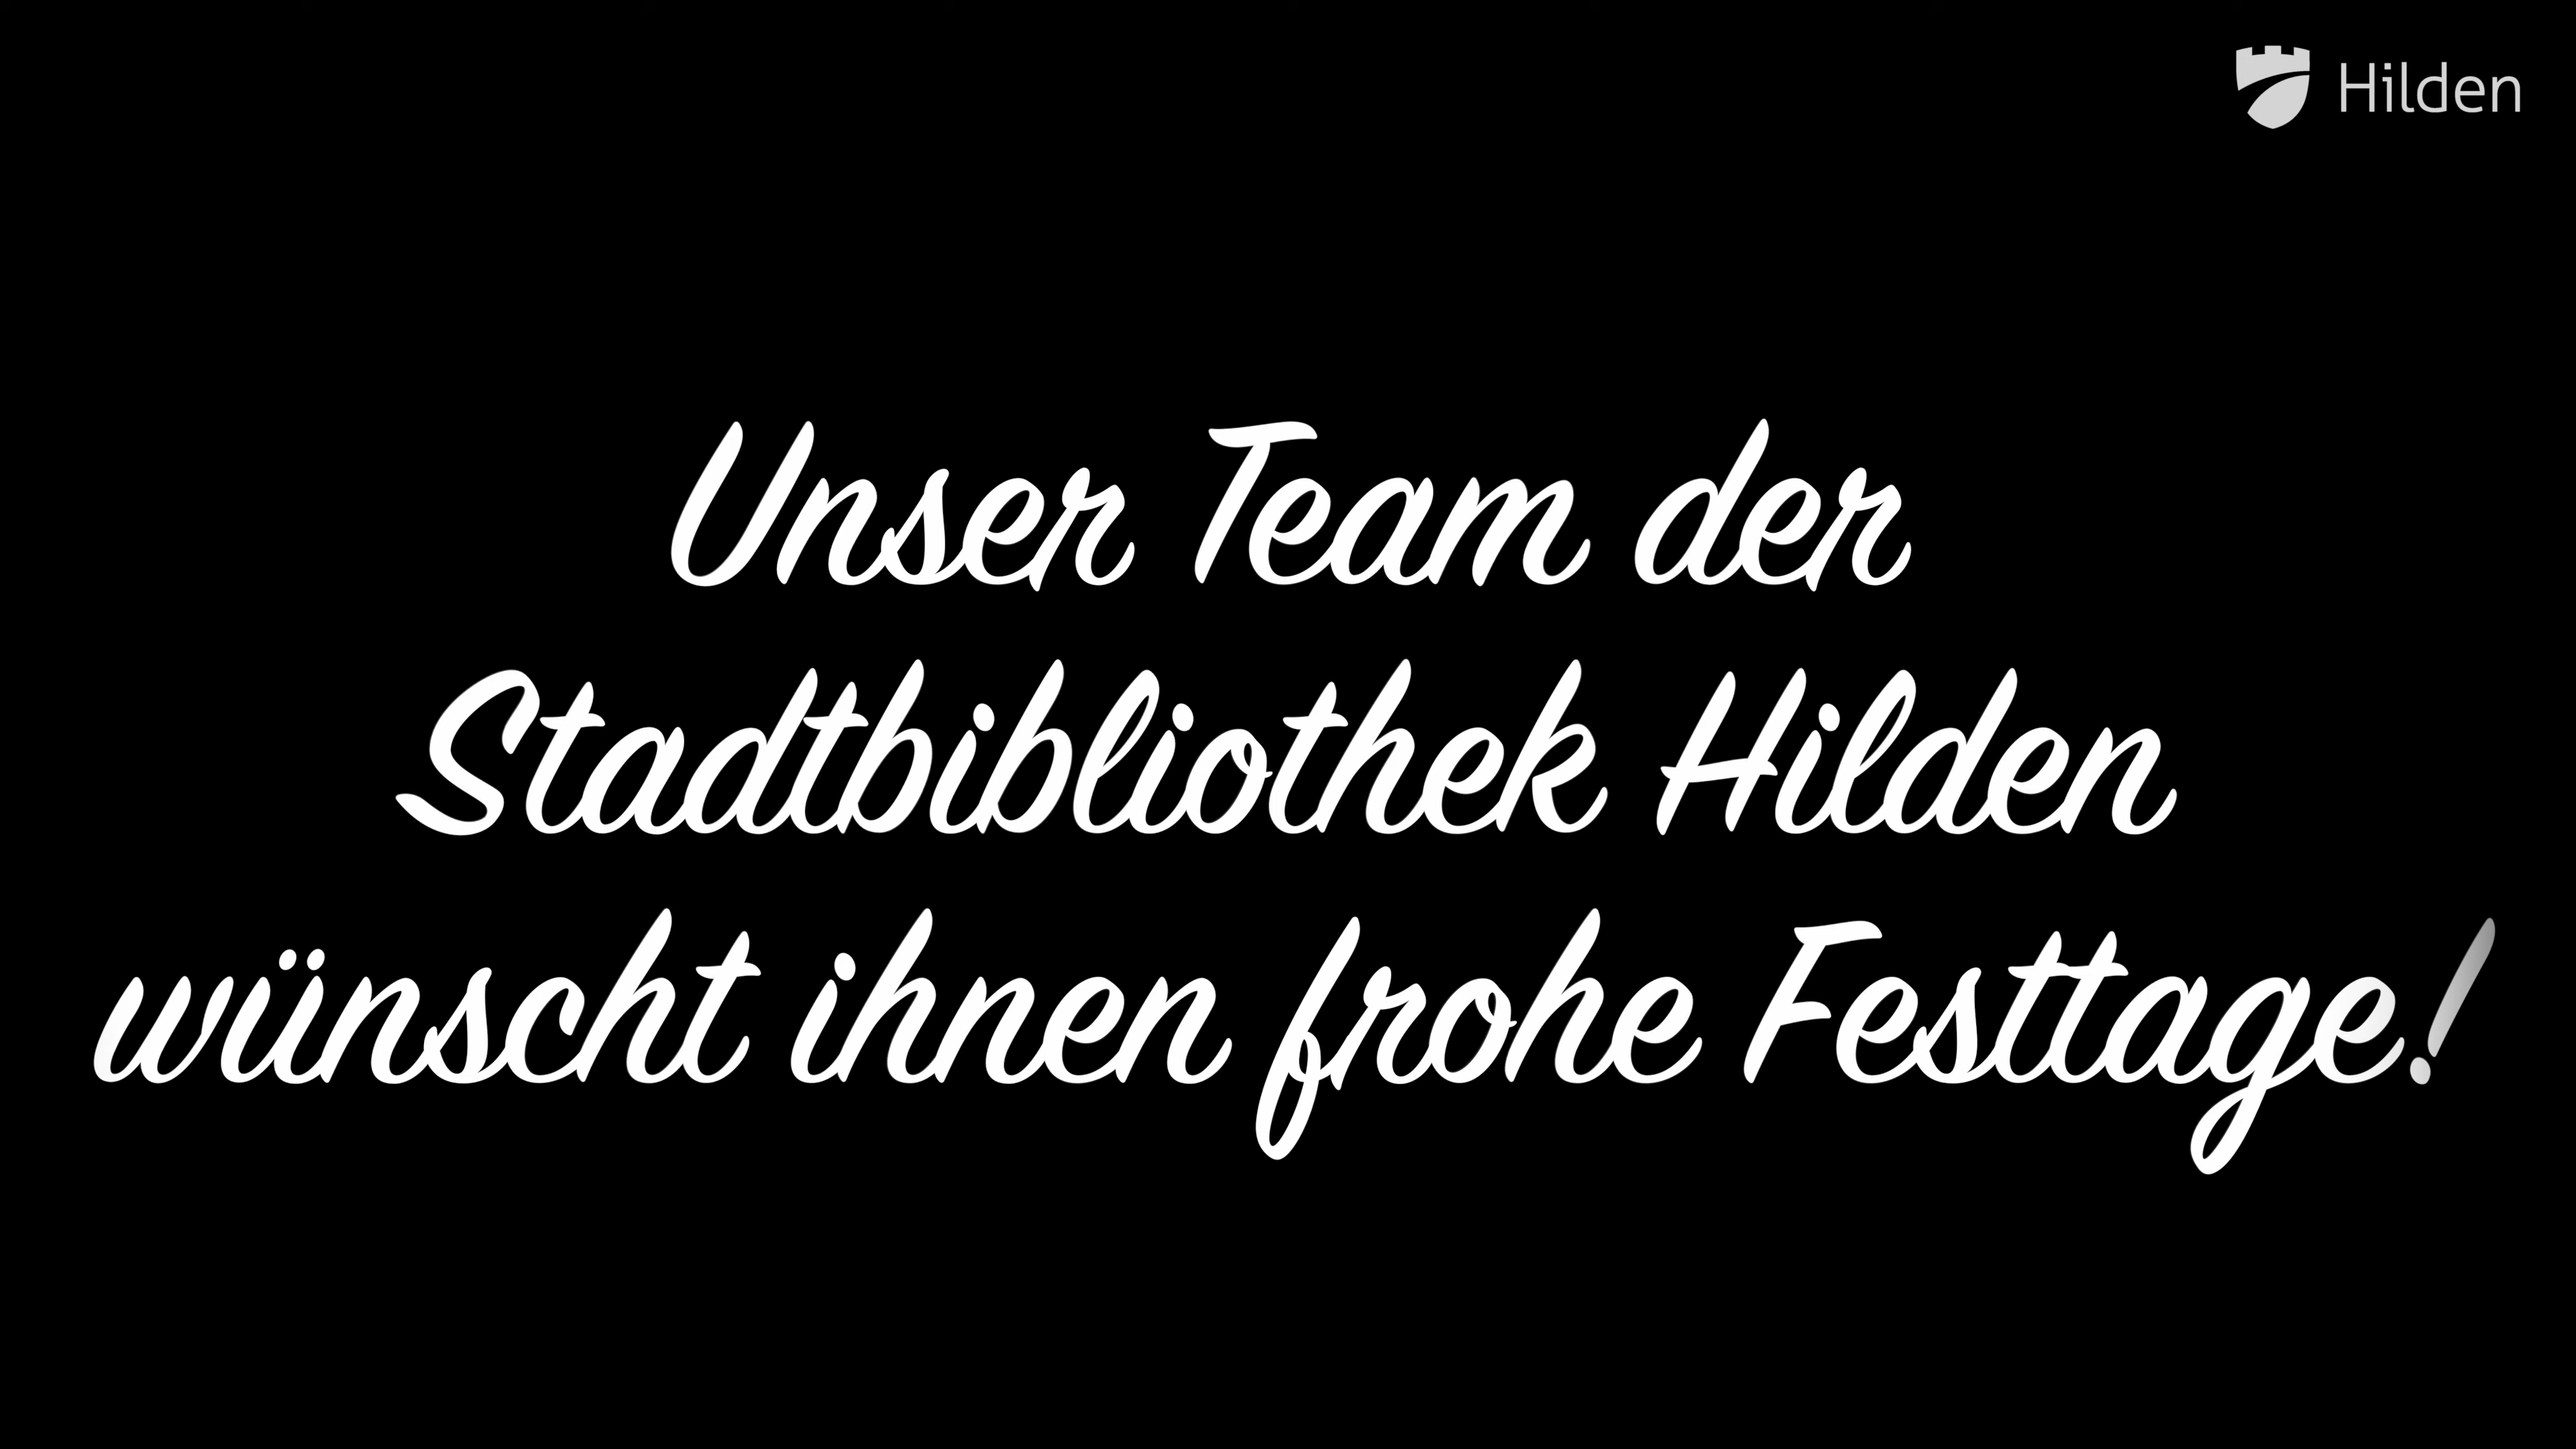 Hilden
Unser Team der
Stadtbibliothek Hilden
wünscht ihnen frohe Festtage!